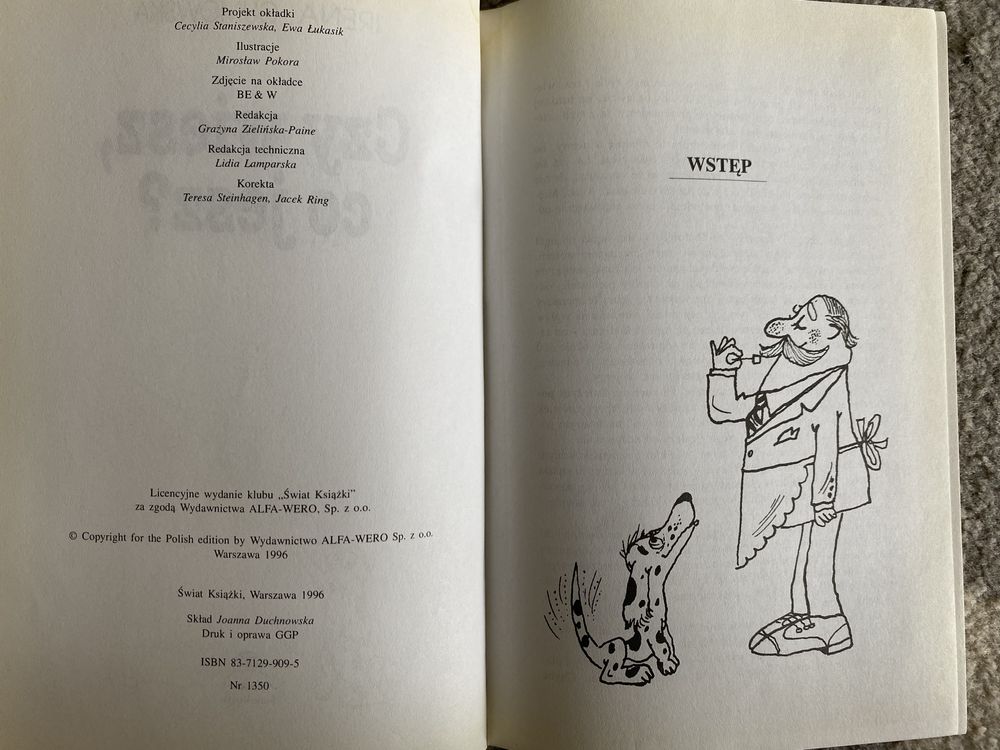 Projekt okładki
Cecylia Staniszewska, Ewa Łukasik
Ilustracje
Mirosław Pokora
Zdjęcie na okładce
BE & W
Redakcja
Grażyna Zielińska-Paine
Redakcja techniczna
Lidia Lamparska
Korekta
Teresa Steinhagen, Jacek Ring
Licencyjne wydanie klubu „Świat Książki”
za zgodą Wydawnictwa ALFA-WERO, Sp. z o.o.
© Copyright for the Polish edition by Wydawnictwo ALFA-WERO Sp. z o.o.
Warszawa 1996
Świat Książki, Warszawa 1996
Skład Joanna Duchnowska
Druk i oprawa GGP
ISBN 83-7129-909-5
Nr 1350
WSTĘP